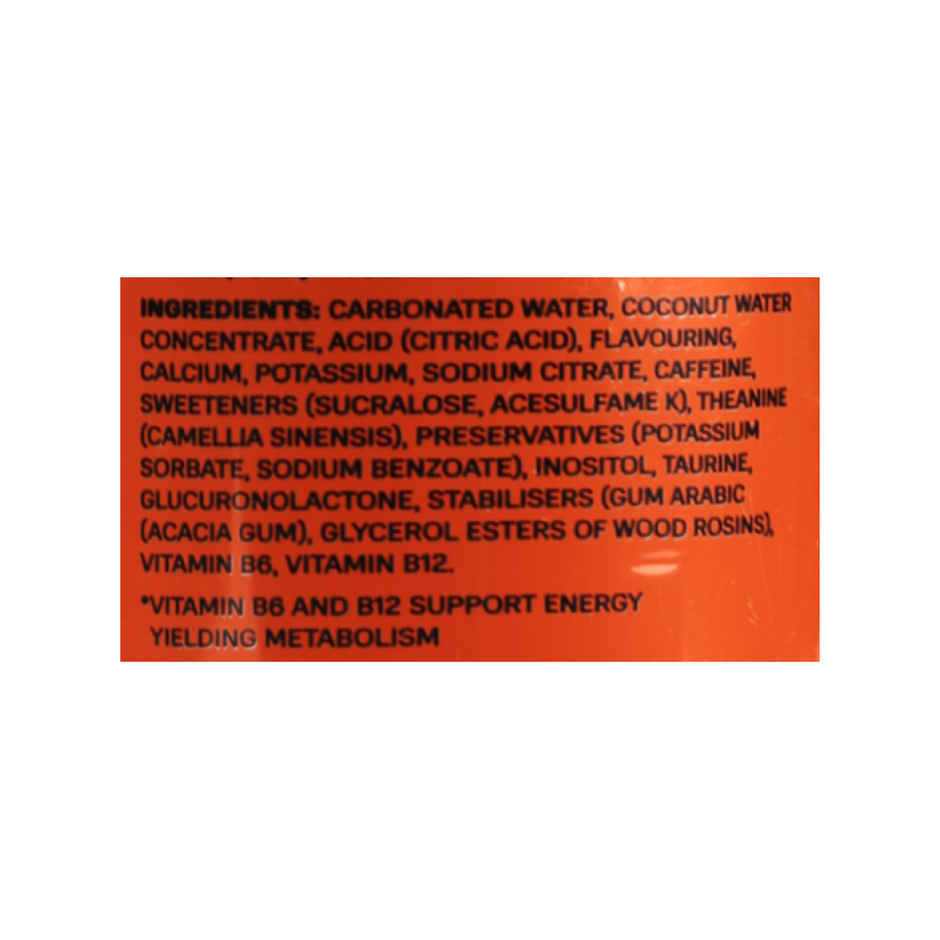 INGREDIENTS: CARBONATED WATER, COCONUT WATER
CONCENTRATE, ACID (CITRIC ACID), FLAVOURING,
CALCIUM, POTASSIUM, SODIUM CITRATE, CAFFEINE,
SWEETENERS (SUCRALOSE, ACESULFAME K), THEANINE
(CAMELLIA SINENSIS), PRESERVATIVES (POTASSIUM
SORBATE, SODIUM BENZOATE), INOSITOL, TAURINE,
GLUCURONOLACTONE, STABILISERS (GUM ARABIC
(ACACIA GUM), GLYCEROL ESTERS OF WOOD ROSINS),
VITAMIN B6, VITAMIN B12.
*VITAMIN B6 AND B12 SUPPORT ENERGY
YIELDING METABOLISM